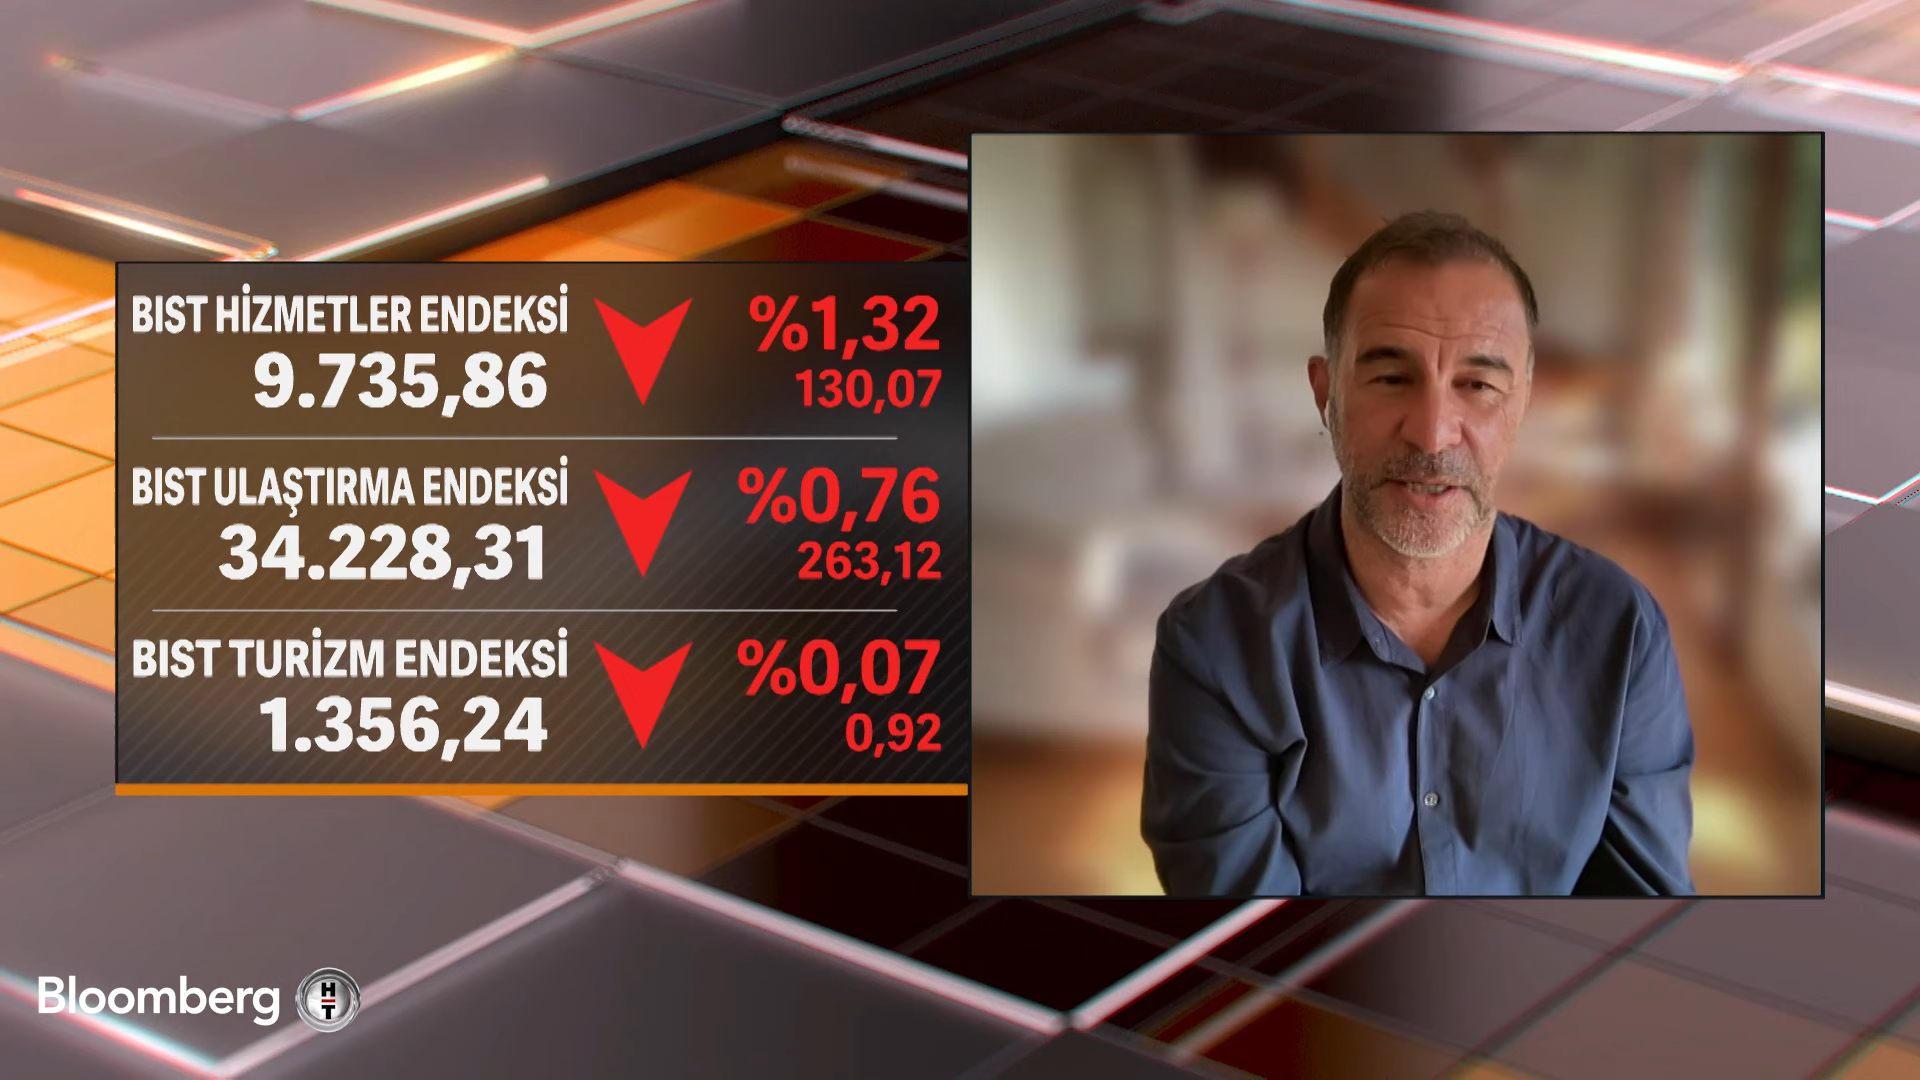 BIST HİZMETLER ENDEKSİ
9.735,86
%1,32
130,07
BIST ULAŞTIRMA ENDEKSİ
34.228,31
%0,76
263,12
BIST TURİZM ENDEKSİ
1.356,24
%0,07
0,92
Bloomberg HT